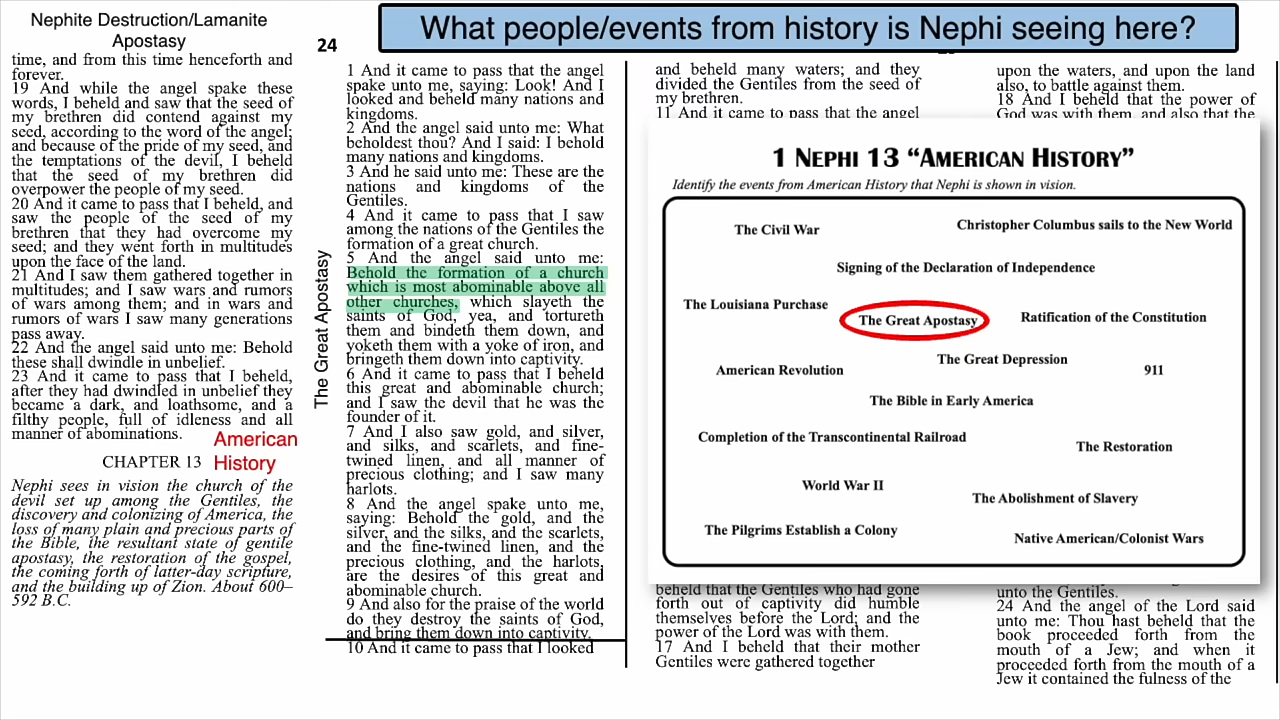 Nephite Destruction/Lamanite
Apostasy
time, and from this time henceforth and
forever.
19 And while the angel spake these
words, I beheld and saw that the seed of
my brethren did contend against my
seed, according to the word of the angel;
and because of the pride of my seed, and
the temptations of the devil, I beheld
that the seed of my brethren did
overpower the people of my seed.
20 And it came to pass that I beheld, and
saw the people of the seed of my
brethren that they had overcome my
seed; and they went forth in multitudes
upon the face of the land.
21 And I saw them gathered together in
multitudes; and I saw wars and rumors
of wars among them; and in wars and
rumors of wars I saw many generations
pass away.
22 And the angel said unto me: Behold
these shall dwindle in unbelief.
23 And it came to pass that I beheld,
after they had dwindled in unbelief they
became a dark, and loathsome, and a
filthy people, full of idleness and all
manner of abominations.
American
History
CHAPTER 13
Nephi sees in vision the church of the
devil set up among the Gentiles, the
discovery and colonizing of America, the
loss of many plain and precious parts of
the Bible, the resultant state of gentile
apostasy, the restoration of the gospel,
the coming forth of latter-day scripture,
and the building up of Zion. About 600–
592 B.C.
What people/events from history is Nephi seeing here?
24
The Great Apostasy
1 And it came to pass that the angel
spake unto me, saying: Look! And I
looked and beheld many nations and
kingdoms.
2 And the angel said unto me: What
beholdest thou? And I said: I behold
many nations and kingdoms.
3 And he said unto me: These are the
nations and kingdoms of the
Gentiles.
4 And it came to pass that I saw
among the nations of the Gentiles the
formation of a great church.
5 And the angel said unto me:
Behold the formation of a church
which is most abominable above all
other churches, which slayeth the
saints of God, yea, and tortureth
them and bindeth them down, and
yoketh them with a yoke of iron, and
bringeth them down into captivity.
6 And it came to pass that I beheld
this great and abominable church;
and I saw the devil that he was the
founder of it.
7 And I also saw gold, and silver,
and silks, and scarlets, and fine-
twined linen, and all manner of
precious clothing; and I saw many
harlots.
8 And the angel spake unto me,
saying: Behold the gold, and the
silver, and the silks, and the scarlets,
and the fine-twined linen, and the
precious clothing, and the harlots,
are the desires of this great and
abominable church.
9 And also for the praise of the world
do they destroy the saints of God,
and bring them down into captivity.
10 And it came to pass that I looked
and beheld many waters; and they
divided the Gentiles from the seed of
my brethren.
11 And it came to pass that the angel
1 NEPHI 13 “AMERICAN HISTORY”
Identify the events from American History that Nephi is shown in vision.
The Civil War
Christopher Columbus sails to the New World
Signing of the Declaration of Independence
The Louisiana Purchase
The Great Apostasy
Ratification of the Constitution
The Great Depression
American Revolution
911
The Bible in Early America
Completion of the Transcontinental Railroad
The Restoration
World War II
The Abolishment of Slavery
The Pilgrims Establish a Colony
Native American/Colonist Wars
beheld that the Gentiles who had gone
forth out of captivity did humble
themselves before the Lord; and the
power of the Lord was with them.
17 And I beheld that their mother
Gentiles were gathered together
upon the waters, and upon the land
also, to battle against them.
18 And I beheld that the power of
God was with them, and also that the
unto the Gentiles.
24 And the angel of the Lord said
unto me: Thou hast beheld that the
book proceeded forth from the
mouth of a Jew; and when it
proceeded forth from the mouth of a
Jew it contained the fulness of the